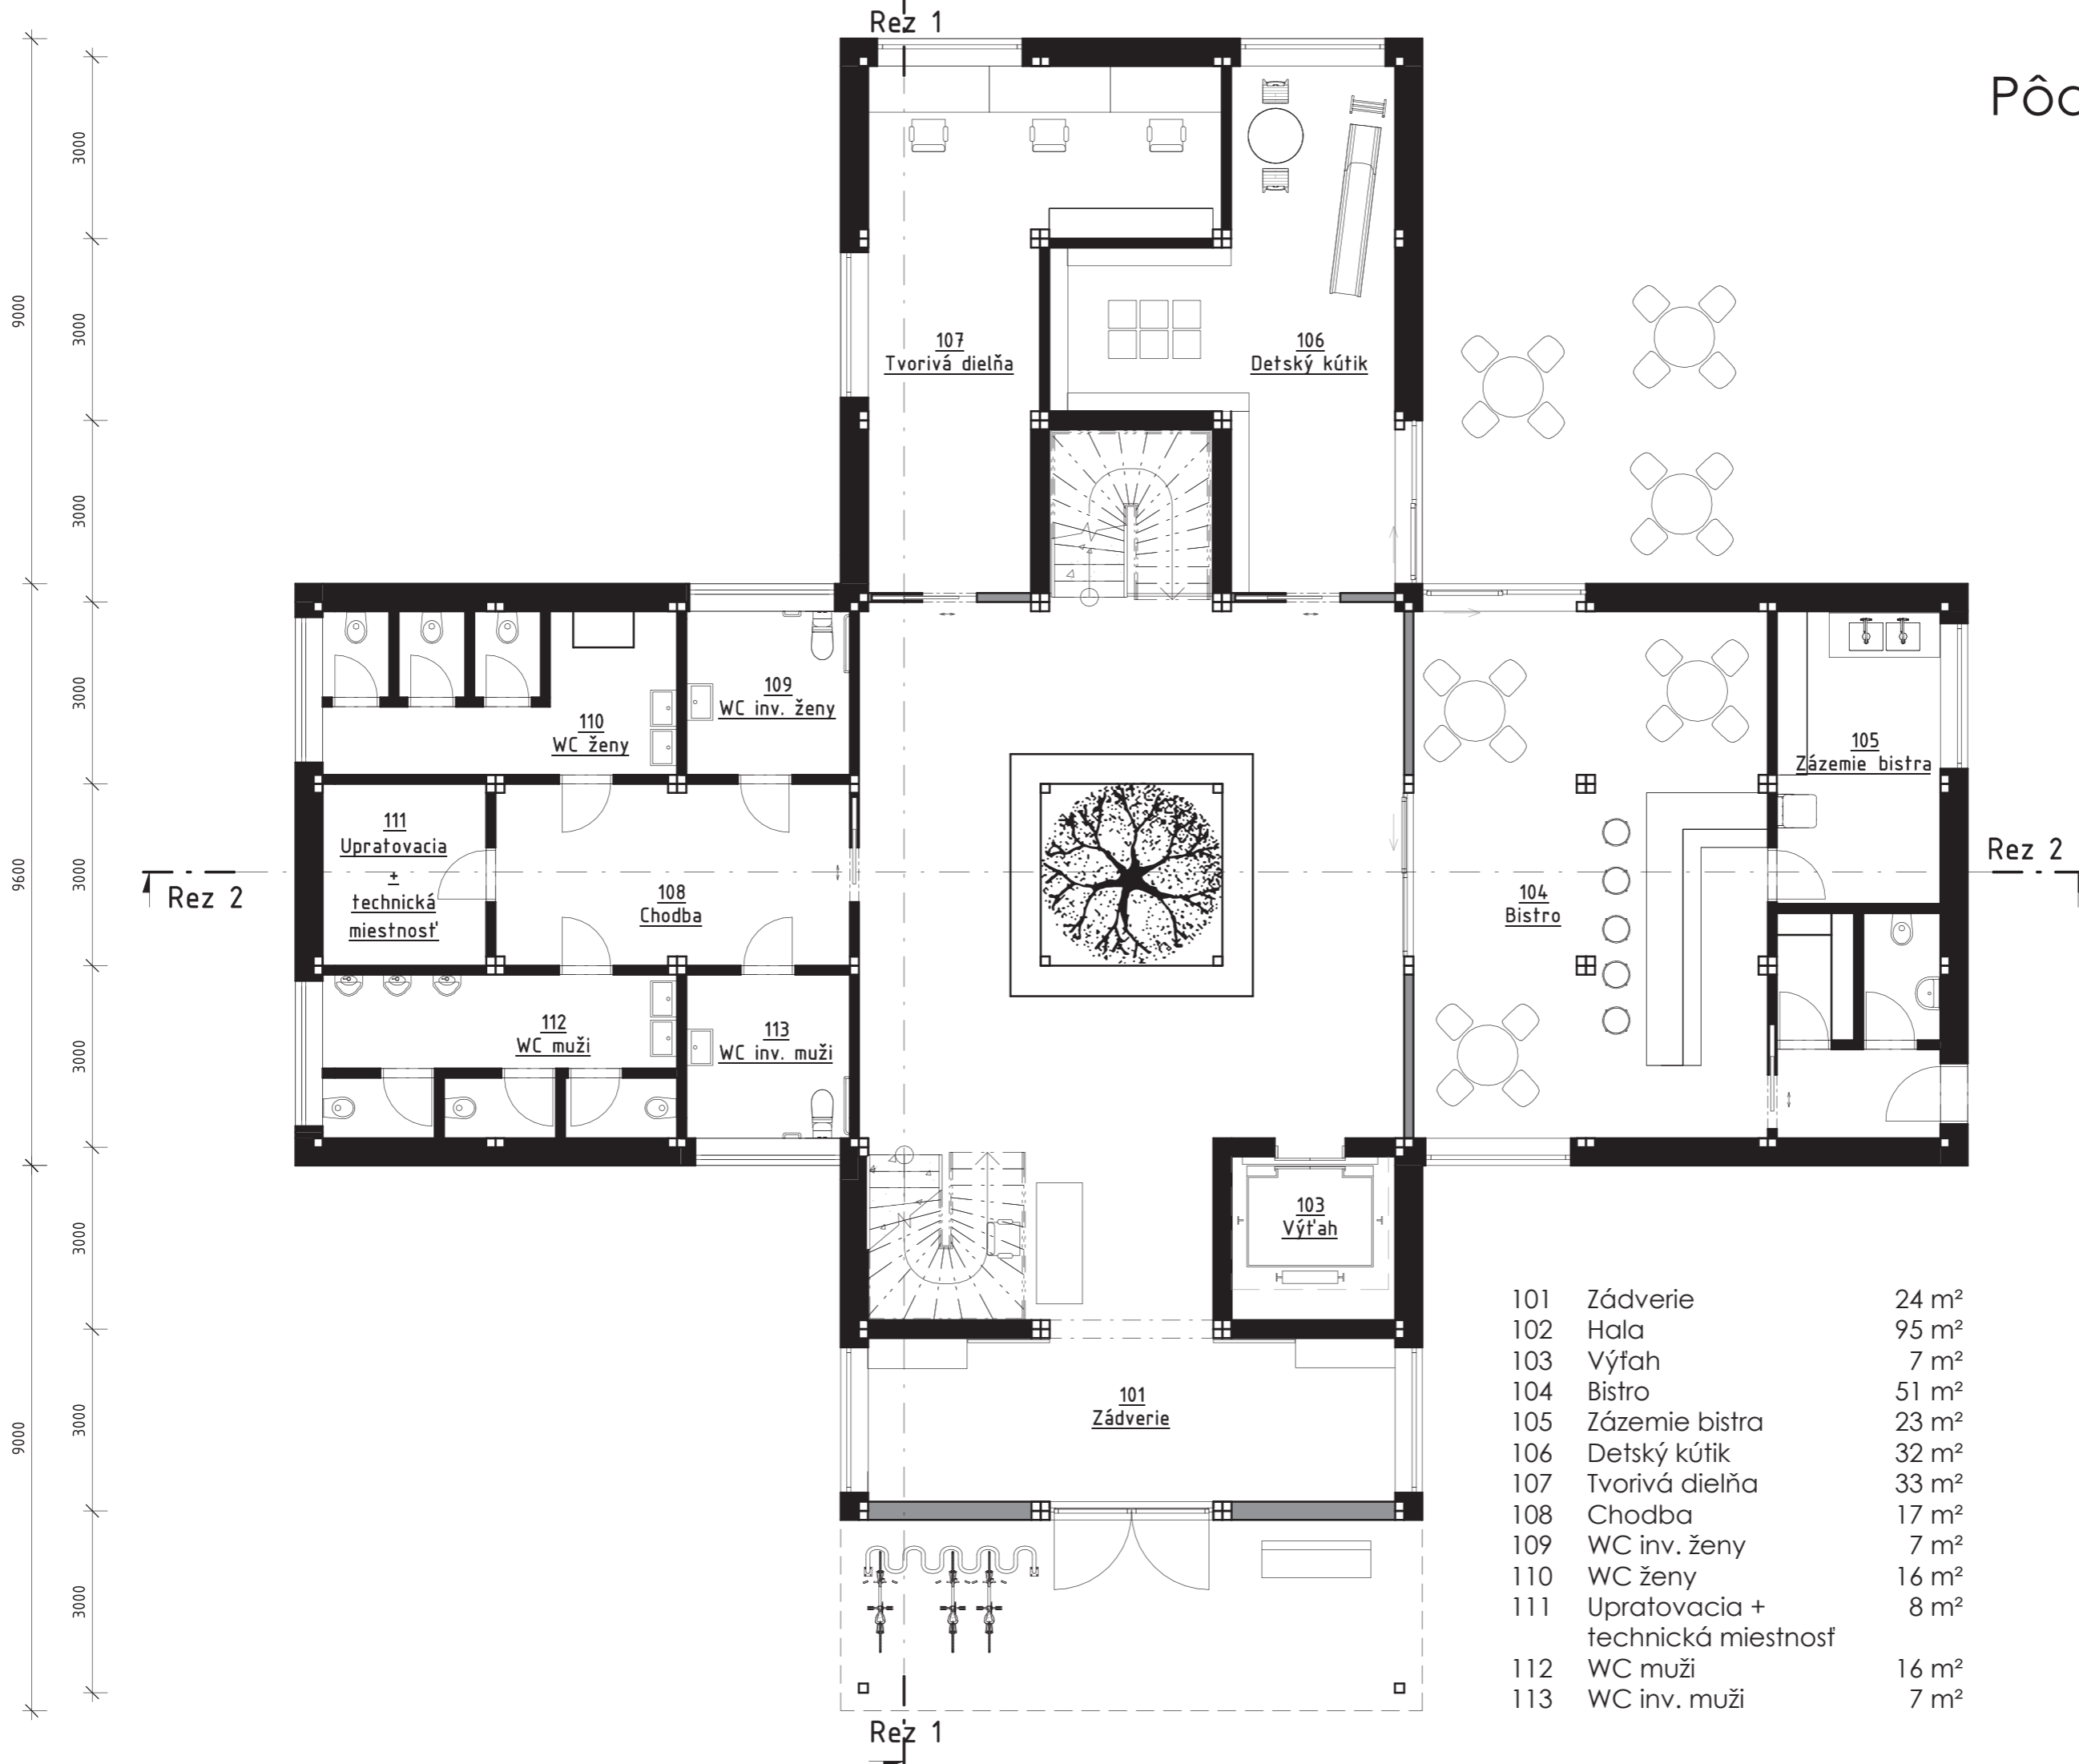 Rez 1
Pô
3000
9000
3000
107
Tvorivá dielňa
106
Detský kútik
3000
109
WC inv. ženy
110
WC ženy
3000
105
Zázemie bistra
111
Upratovacia
+
technická
miestnosť
9600
3000
Rez 2
Rez 2
108
Chodba
104
Bistro
112
WC muži
113
WC inv. muži
3000
103
Výťah
3000
101
Zádverie
9000
3000
3000
101 Zádverie 24 m²
102 Hala 95 m²
103 Výťah 7 m²
104 Bistro 51 m²
105 Zázemie bistra 23 m²
106 Detský kútik 32 m²
107 Tvorivá dielňa 33 m²
108 Chodba 17 m²
109 WC inv. ženy 7 m²
110 WC ženy 16 m²
111 Upratovacia + 8 m²
technická miestnosť
112 WC muži 16 m²
113 WC inv. muži 7 m²
Rez 1